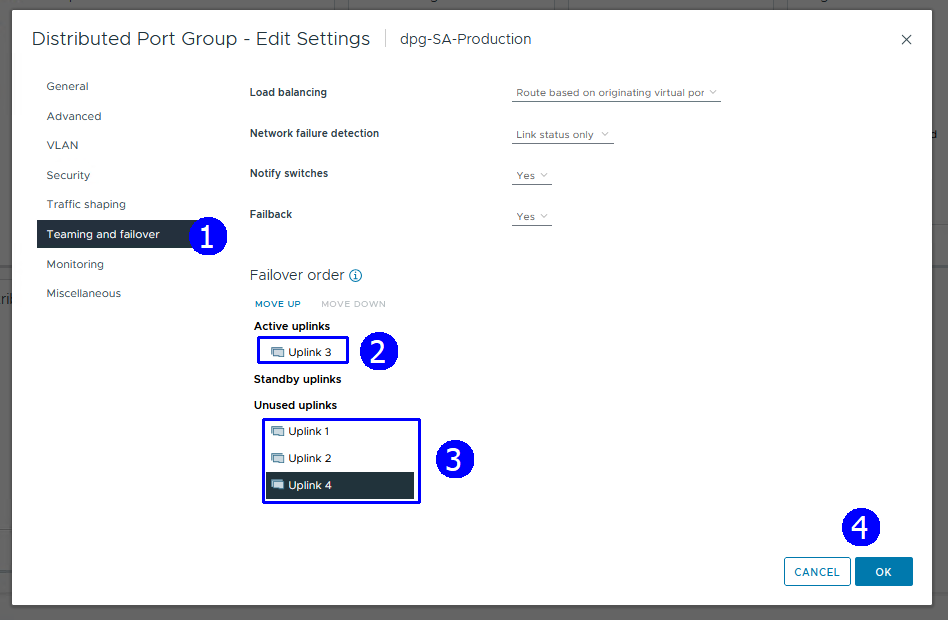 Distributed Port Group - Edit Settings | dpg-SA-Production
General
Advanced
VLAN
Security
Traffic shaping
Teaming and failover 1
Monitoring
Miscellaneous
Load balancing Route based on originating virtual por
Network failure detection Link status only
Notify switches Yes
Failback Yes
Failover order
MOVE UP MOVE DOWN
Active uplinks
Uplink 3 2
Standby uplinks
Unused uplinks
Uplink 1
Uplink 2
Uplink 4
3
4
CANCEL OK